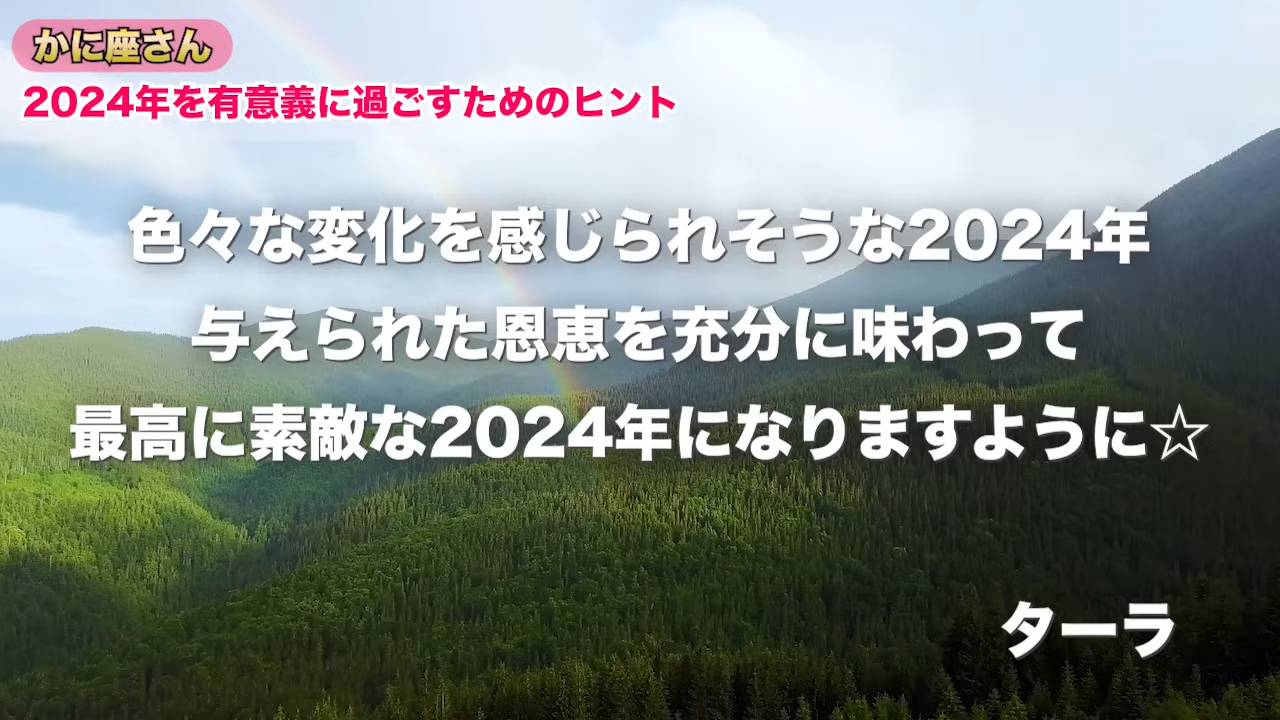 かに座さん
2024年を有意義に過ごすためのヒント
色々な変化を感じられそうな2024年
与えられた恩恵を充分に味わって
最高に素敵な2024年になりますように☆
ターラ